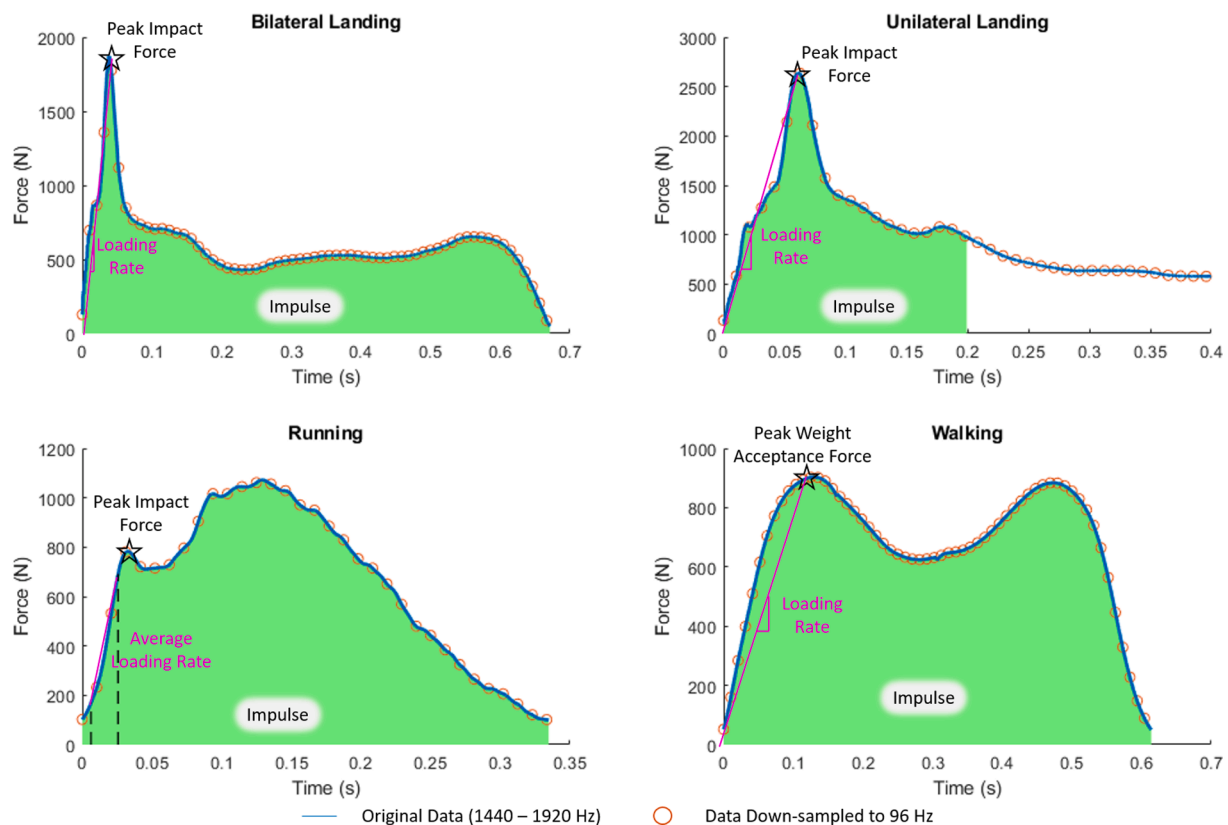 Bilateral Landing
Peak Impact
Force
2000
1500
1000
500
0
Force (N)
Loading
Rate
Impulse
0
0.1
0.2
0.3
0.4
0.5
0.6
0.7
Time (s)
Unilateral Landing
Peak Impact
Force
3000
2500
2000
1500
1000
500
0
Force (N)
Loading
Rate
Impulse
0
0.05
0.1
0.15
0.2
0.25
0.3
0.35
0.4
Time (s)
Running
Peak Impact
Force
1200
1000
800
600
400
200
0
Force (N)
Average
Loading Rate
Impulse
0
0.05
0.1
0.15
0.2
0.25
0.3
0.35
Time (s)
Walking
Peak Weight
Acceptance Force
1000
800
600
400
200
0
Force (N)
Loading
Rate
Impulse
0
0.1
0.2
0.3
0.4
0.5
0.6
0.7
Time (s)
Original Data (1440 – 1920 Hz)
Data Down-sampled to 96 Hz